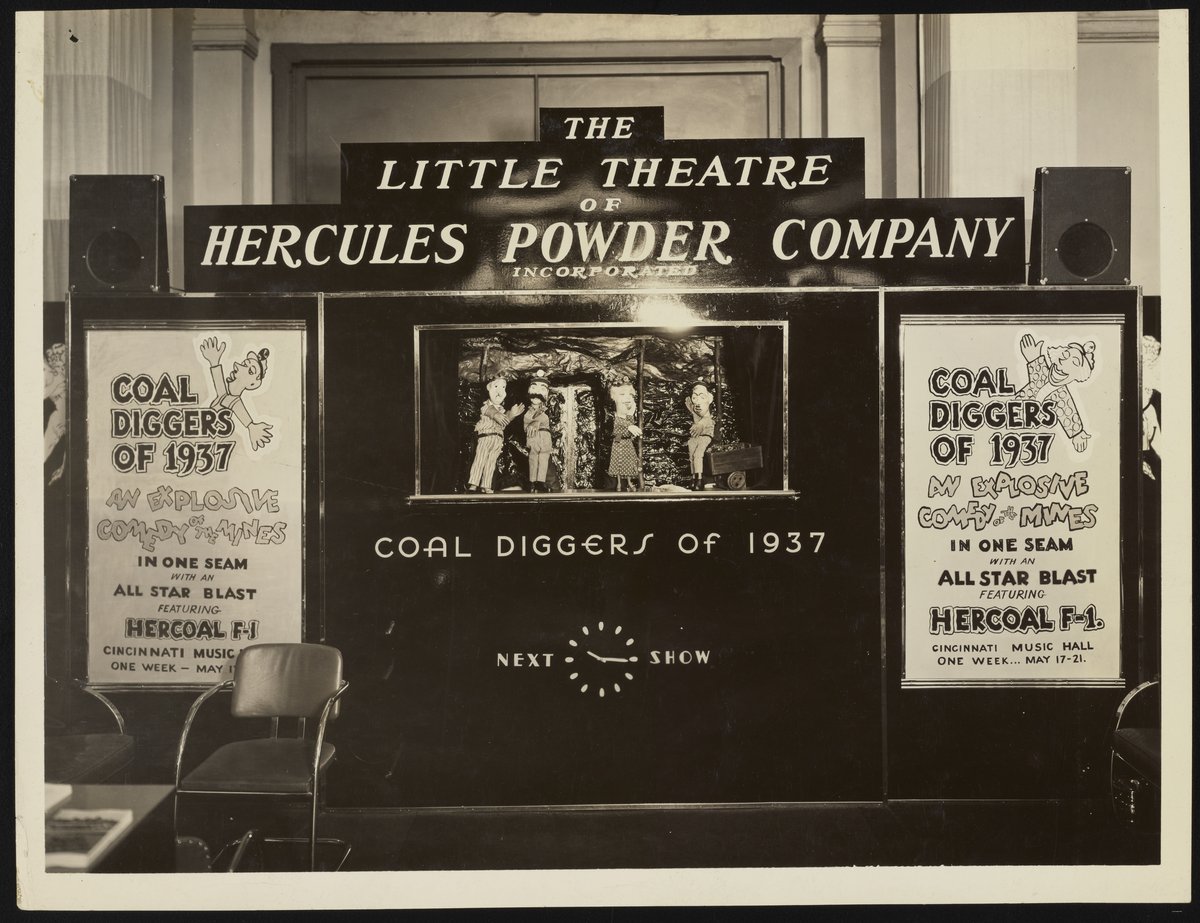 THE
LITTLE THEATRE
OF
HERCULES POWDER COMPANY
INCORPORATED
COAL
DIGGERS
OF 1937
AN EXPLOSIVE
COMEDY OF THE MINES
IN ONE SEAM
WITH AN
ALL STAR BLAST
FEATURING
HERCOAL F-1
CINCINNATI MUSIC
ONE WEEK - MAY
COAL DIGGERS OF 1937
NEXT SHOW
COAL
DIGGERS
OF 1937
AN EXPLOSIVE
COMEDY OF THE MINES
IN ONE SEAM
WITH AN
ALL STAR BLAST
FEATURING
HERCOAL F-1.
CINCINNATI MUSIC HALL
ONE WEEK... MAY 17-21.